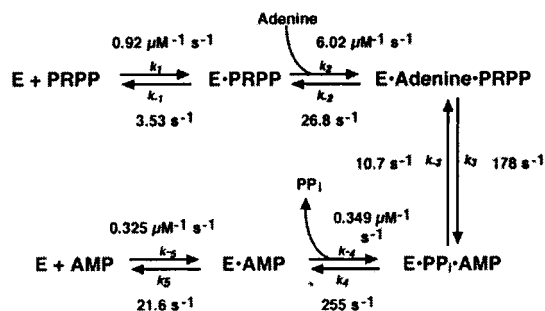 Adenine
0.92 µM⁻¹ s⁻¹
6.02 µM⁻¹ s⁻¹
E + PRPP k₁ E·PRPP k₂ E·Adenine·PRPP
k₋₁ k₋₂
3.53 s⁻¹
26.8 s⁻¹
10.7 s⁻¹ k₋₃ k₃ 178 s⁻¹
PPᵢ
0.325 µM⁻¹ s⁻¹
0.349 µM⁻¹
s⁻¹
E + AMP k₋₅ E·AMP k₋₄ E·PPᵢ·AMP
k₅ k₄
21.6 s⁻¹
255 s⁻¹